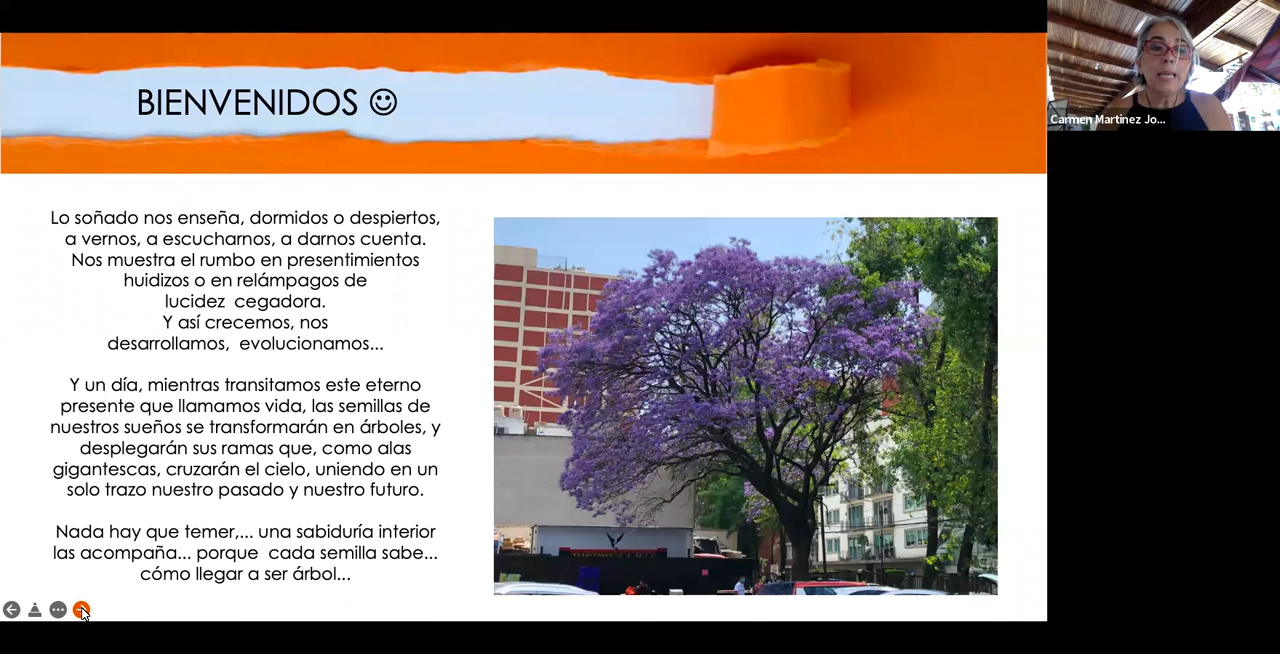 BIENVENIDOS ☺
Carmen Martinez Jo...
Lo soñado nos enseña, dormidos o despiertos,
a vernos, a escucharnos, a darnos cuenta.
Nos muestra el rumbo en presentimientos
huidizos o en relámpagos de
lucidez cegadora.
Y así crecemos, nos
desarrollamos, evolucionamos...
Y un día, mientras transitamos este eterno
presente que llamamos vida, las semillas de
nuestros sueños se transformarán en árboles, y
desplegarán sus ramas que, como alas
gigantescas, cruzarán el cielo, uniendo en un
solo trazo nuestro pasado y nuestro futuro.
Nada hay que temer,... una sabiduría interior
las acompaña... porque cada semilla sabe...
cómo llegar a ser árbol...